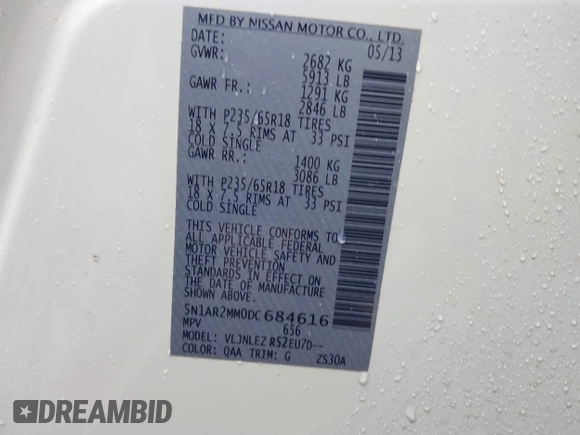 MFD BY NISSAN MOTOR CO., LTD.
DATE: 05/13
GVWR: 2682 KG
5913 LB
GAWR FR.: 1291 KG
2846 LB
WITH P235/65R18 TIRES
18 X 7.5 RIMS AT 33 PSI
COLD SINGLE
GAWR RR.: 1400 KG
3086 LB
WITH P235/65R18 TIRES
18 X 7.5 RIMS AT 33 PSI
COLD SINGLE
THIS VEHICLE CONFORMS TO
ALL APPLICABLE FEDERAL
MOTOR VEHICLE SAFETY AND
THEFT PREVENTION
STANDARDS IN EFFECT ON
THE DATE OF MANUFACTURE
SHOWN ABOVE.
5N1AR2MM0DC684616
MPV 656
MODEL: VLJNLEZ R52EU7D--
COLOR: QAA TRIM: G ZS30A
DREAMBID